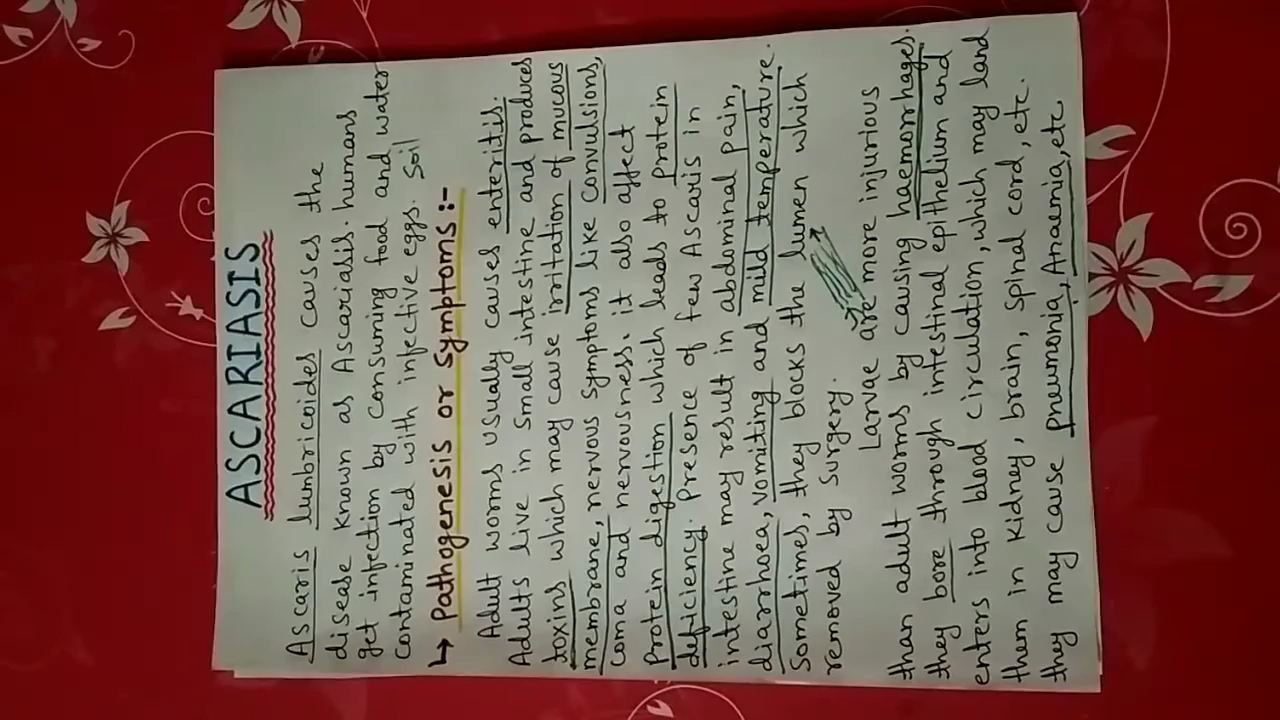 ASCARIASIS
Ascaris lumbricoides causes the
disease known as Ascariasis. humans
get infection by consuming food and water
contaminated with infective eggs. soil
↳ Pathogenesis or Symptoms :-
Adult worms usually causes enteritis.
Adults live in small intestine and produces
toxins which may cause irritation of mucous
membrane, nervous symptoms like canvulsions,
coma and nervousness. it also affect
Protein digestion which leads to protein
deficiency. Presence of few Ascaris in
intestine may result in abdominal pain,
diarrhoea, vomiting and mild temperature.
Sometimes, they blocks the lumen which
removed by surgery.
Larvae are more injurious
than adult worms by causing haemorrhages.
they bore through intestinal epithelium and
enters into blood circulation, which may land
them in kidney, brain, spinal cord, etc.
they may cause pneumonia, Anaemia, etc